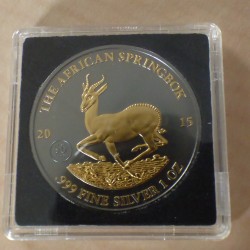 THE AFRICAN SPRINGBOK
20 15
.999 FINE SILVER 1 OZ